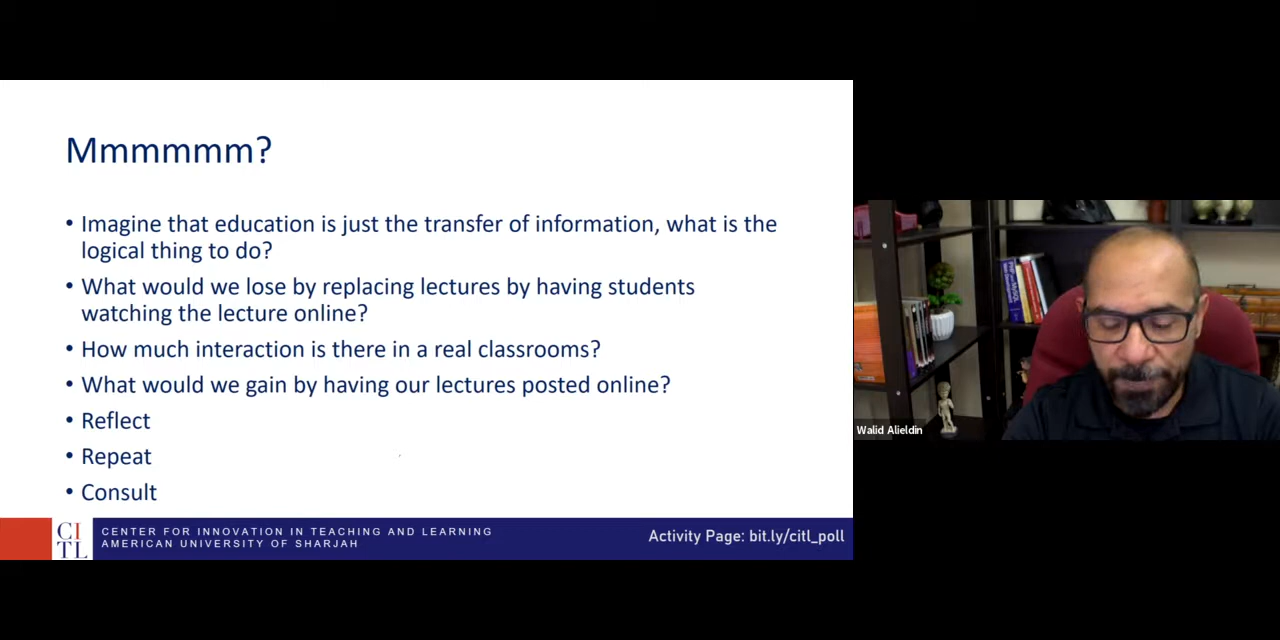 Mmmmmm?
• Imagine that education is just the transfer of information, what is the
logical thing to do?
• What would we lose by replacing lectures by having students
watching the lecture online?
• How much interaction is there in a real classrooms?
• What would we gain by having our lectures posted online?
• Reflect
• Repeat
• Consult
CI
TL
CENTER FOR INNOVATION IN TEACHING AND LEARNING
AMERICAN UNIVERSITY OF SHARJAH
Activity Page: bit.ly/citl_poll
Walid Alieldin